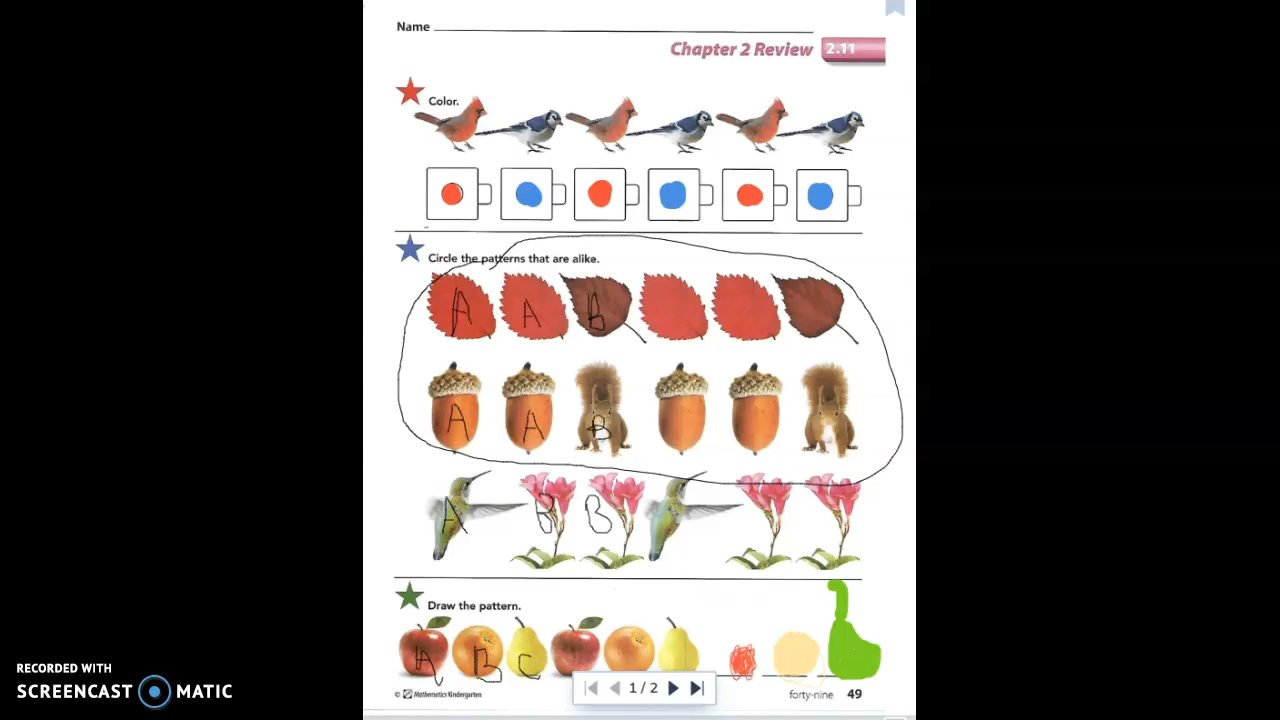 Name
Chapter 2 Review 2.11
Color.
Circle the patterns that are alike.
A A B
A A B
A B B
Draw the pattern.
A B C
© Mathematics Kindergarten
1 / 2
forty-nine 49
RECORDED WITH
SCREENCAST MATIC